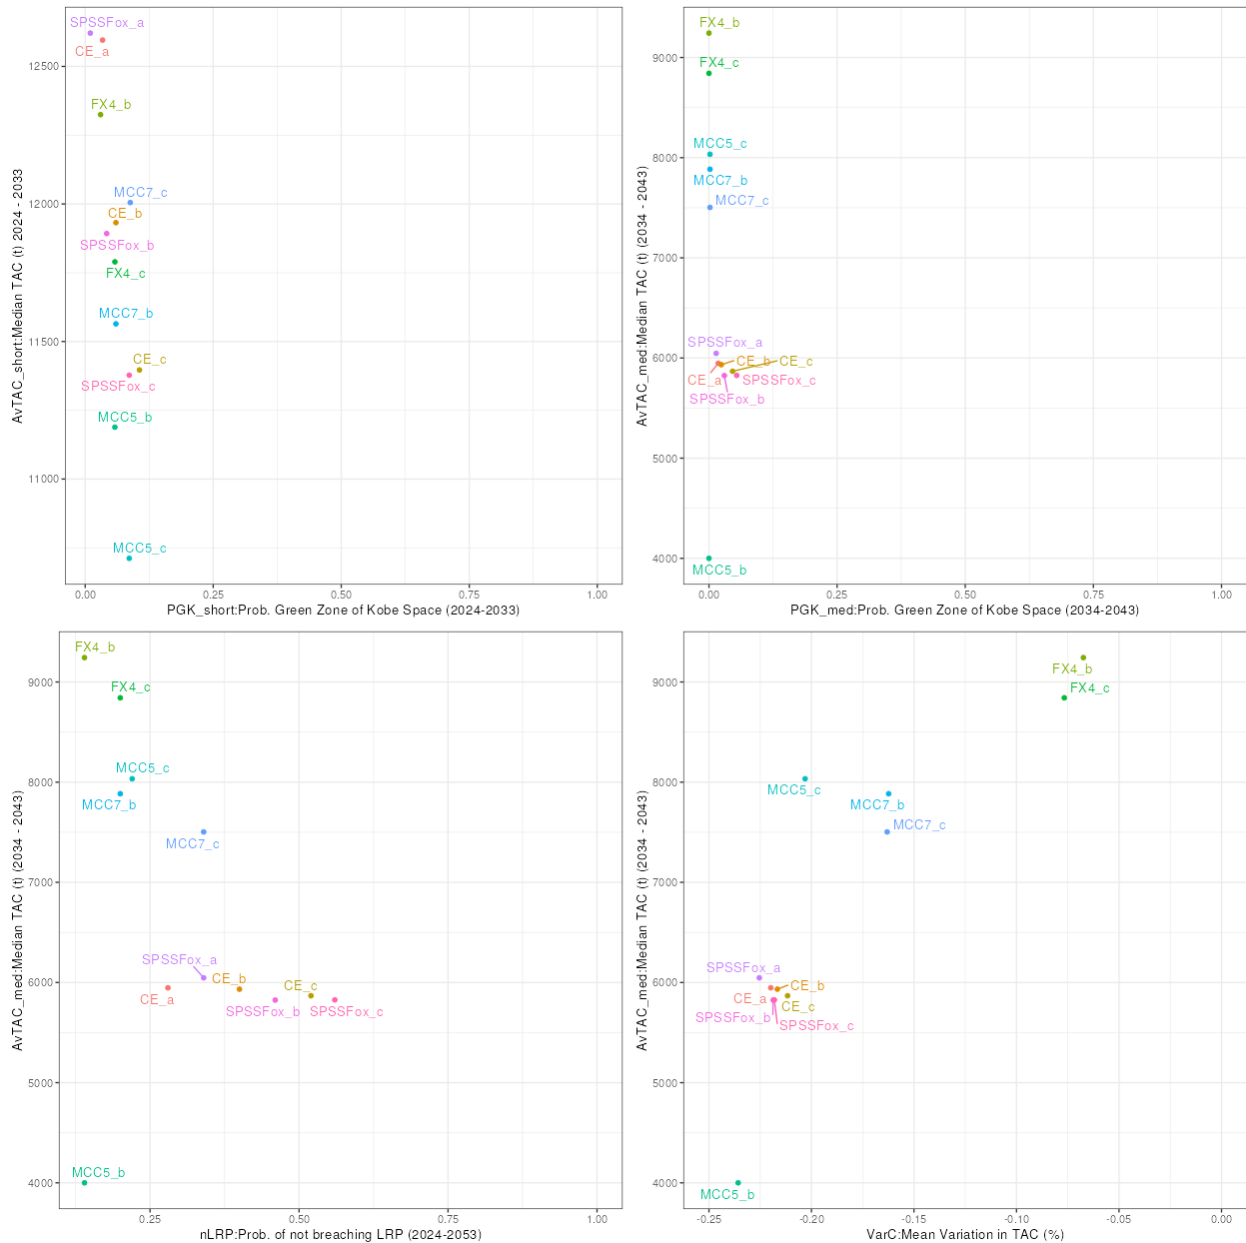 SPSSFox_a
CE_a
FX4_b
MCC7_c
CE_b
SPSSFox_b
FX4_c
MCC7_b
CE_c
SPSSFox_c
MCC5_b
MCC5_c
12500
12000
11500
11000
AvTAC_short:Median TAC (t) 2024 - 2033
0.00 0.25 0.50 0.75 1.00
PGK_short:Prob. Green Zone of Kobe Space (2024-2033)
FX4_b
FX4_c
MCC5_c
MCC7_b
MCC7_c
SPSSFox_a
CE_b CE_c
CE_a SPSSFox_c
SPSSFox_b
MCC5_b
9000
8000
7000
6000
5000
4000
AvTAC_med:Median TAC (t) (2034 - 2043)
0.00 0.25 0.50 0.75 1.00
PGK_med:Prob. Green Zone of Kobe Space (2034-2043)
FX4_b
FX4_c
MCC5_c
MCC7_b
MCC7_c
SPSSFox_a
CE_b CE_c
CE_a
SPSSFox_b SPSSFox_c
MCC5_b
9000
8000
7000
6000
5000
4000
AvTAC_med:Median TAC (t) (2034 - 2043)
0.25 0.50 0.75 1.00
nLRP:Prob. of not breaching LRP (2024-2053)
FX4_b
FX4_c
MCC5_c
MCC7_b
MCC7_c
SPSSFox_a
CE_b
CE_a CE_c
SPSSFox_b
SPSSFox_c
MCC5_b
9000
8000
7000
6000
5000
4000
AvTAC_med:Median TAC (t) (2034 - 2043)
-0.25 -0.20 -0.15 -0.10 -0.05 0.00
VarC:Mean Variation in TAC (%)